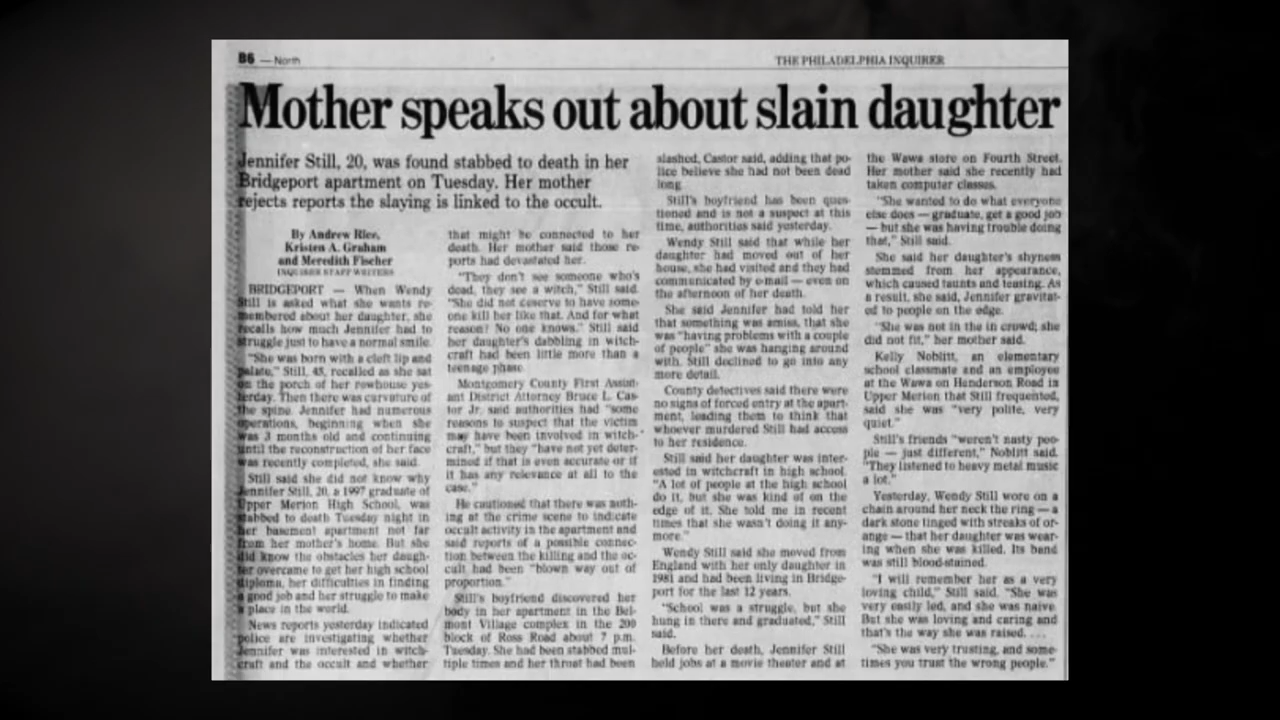 B6 — North
THE PHILADELPHIA INQUIRER
Mother speaks out about slain daughter
Jennifer Still, 20, was found stabbed to death in her
Bridgeport apartment on Tuesday. Her mother
rejects reports the slaying is linked to the occult.
By Andrew Rice,
Kristen A. Graham
and Meredith Fischer
INQUIRER STAFF WRITERS
BRIDGEPORT — When Wendy
Still is asked what she wants re-
membered about her daughter, she
recalls how much Jennifer had to
struggle just to have a normal smile.
"She was born with a cleft lip and
palate," Still, 45, recalled as she sat
on the porch of her rowhouse yes-
terday. Then there was curvature of
the spine. Jennifer had numerous
operations, beginning when she
was 3 months old and continuing
until the reconstruction of her face
was recently completed, she said.
Still said she did not know why
Jennifer Still, 20, a 1997 graduate of
Upper Merion High School, was
stabbed to death Tuesday night in
her basement apartment not far
from her mother's home. But she
did know the obstacles her daugh-
ter overcame to get her high school
diploma, her difficulties in finding
a good job and her struggle to make
a place in the world.
News reports yesterday indicated
police are investigating whether
Jennifer was interested in witch-
craft and the occult and whether
that might be connected to her
death. Her mother said those re-
ports had devastated her.
"They don't see someone who's
dead, they see a witch," Still said.
"She did not deserve to have some-
one kill her like that. And for what
reason? No one knows." Still said
her daughter's dabbling in witch-
craft had been little more than a
teenage phase.
Montgomery County First Assist-
ant District Attorney Bruce L. Cas-
tor Jr. said authorities had "some
reasons to suspect that the victim
may have been involved in witch-
craft," but they "have not yet deter-
mined if that is even accurate or if
it has any relevance at all to the
case."
He cautioned that there was noth-
ing at the crime scene to indicate
occult activity in the apartment and
said reports of a possible connec-
tion between the killing and the oc-
cult had been "blown way out of
proportion."
Still's boyfriend discovered her
body in her apartment in the Bel-
mont Village complex in the 200
block of Ross Road about 7 p.m.
Tuesday. She had been stabbed mul-
tiple times and her throat had been
slashed, Castor said, adding that po-
lice believe she had not been dead
long.
Still's boyfriend has been ques-
tioned and is not a suspect at this
time, authorities said yesterday.
Wendy Still said that while her
daughter had moved out of her
house, she had visited and they had
communicated by e-mail — even on
the afternoon of her death.
She said Jennifer had told her
that something was amiss, that she
was "having problems with a couple
of people" she was hanging around
with. Still declined to go into any
more detail.
County detectives said there were
no signs of forced entry at the apart-
ment, leading them to think that
whoever murdered Still had access
to her residence.
Still said her daughter was inter-
ested in witchcraft in high school.
"A lot of people at the high school
do it, but she was kind of on the
edge of it. She told me in recent
times that she wasn't doing it any-
more."
Wendy Still said she moved from
England with her only daughter in
1981 and had been living in Bridge-
port for the last 12 years.
"School was a struggle, but she
hung in there and graduated," Still
said.
Before her death, Jennifer Still
held jobs at a movie theater and at
the Wawa store on Fourth Street.
Her mother said she recently had
taken computer classes.
"She wanted to do what everyone
else does — graduate, get a good job
— but she was having trouble doing
that," Still said.
She said her daughter's shyness
stemmed from her appearance,
which caused taunts and teasing. As
a result, she said, Jennifer gravitat-
ed to people on the edge.
"She was not in the in crowd; she
did not fit," her mother said.
Kelly Noblitt, an elementary
school classmate and an employee
at the Wawa on Henderson Road in
Upper Merion that Still frequented,
said she was "very polite, very
quiet."
Still's friends "weren't nasty peo-
ple — just different," Noblitt said.
"They listened to heavy metal music
a lot."
Yesterday, Wendy Still wore on a
chain around her neck the ring — a
dark stone tinged with streaks of or-
ange — that her daughter was wear-
ing when she was killed. Its band
was still blood-stained.
"I will remember her as a very
loving child," Still said. "She was
very easily led, and she was naive.
But she was loving and caring and
that's the way she was raised. . . .
"She was very trusting, and some-
times you trust the wrong people."